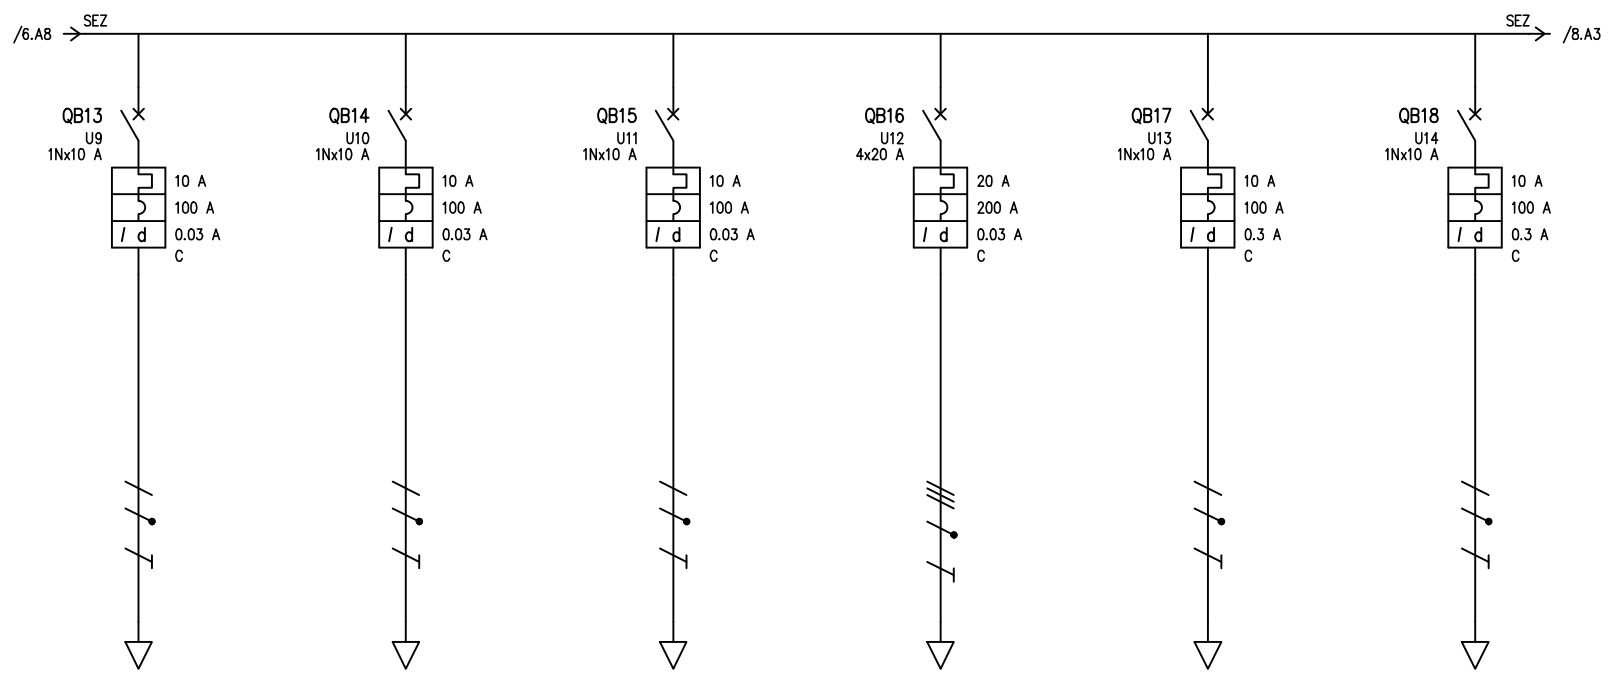 /6.A8 SEZ SEZ /8.A3
QB13 QB14 QB15 QB16 QB17 QB18
U9 U10 U11 U12 U13 U14
1Nx10 A 1Nx10 A 1Nx10 A 4x20 A 1Nx10 A 1Nx10 A
10 A 10 A 10 A 20 A 10 A 10 A
100 A 100 A 100 A 200 A 100 A 100 A
I d 0.03 A I d 0.03 A I d 0.03 A I d 0.03 A I d 0.3 A I d 0.3 A
C C C C C C